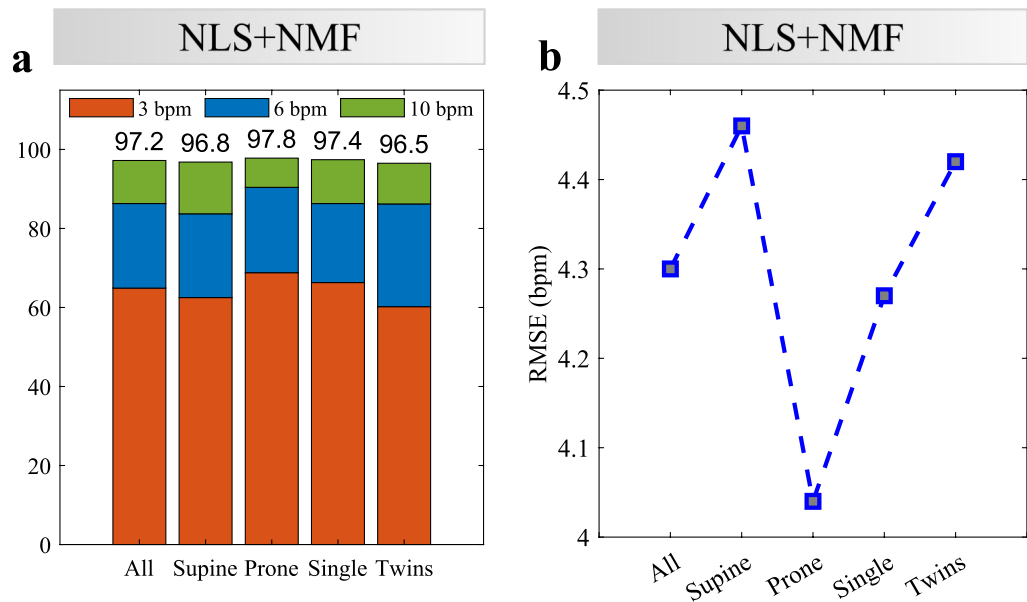 NLS+NMF
a
3 bpm 6 bpm 10 bpm
97.2 96.8 97.8 97.4 96.5
100
80
60
40
20
0
All Supine Prone Single Twins
NLS+NMF
b
RMSE (bpm)
4.5
4.4
4.3
4.2
4.1
4
All Supine Prone Single Twins